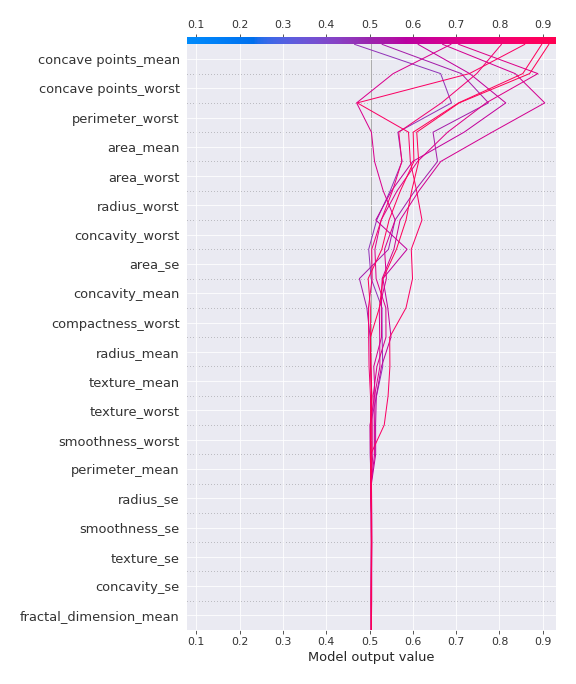 0.1 0.2 0.3 0.4 0.5 0.6 0.7 0.8 0.9
concave points_mean
concave points_worst
perimeter_worst
area_mean
area_worst
radius_worst
concavity_worst
area_se
concavity_mean
compactness_worst
radius_mean
texture_mean
texture_worst
smoothness_worst
perimeter_mean
radius_se
smoothness_se
texture_se
concavity_se
fractal_dimension_mean
0.1 0.2 0.3 0.4 0.5 0.6 0.7 0.8 0.9
Model output value